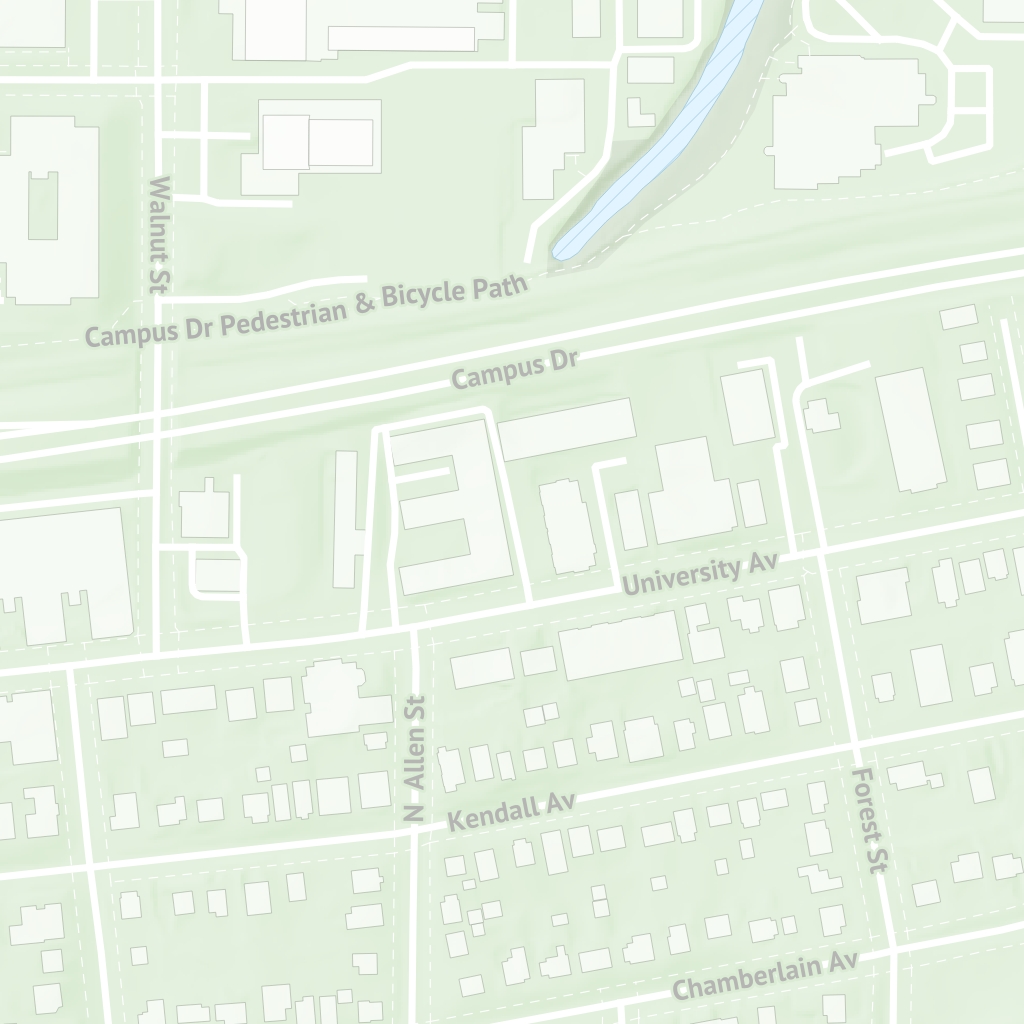 Walnut St
Campus Dr Pedestrian & Bicycle Path
Campus Dr
University Av
N Allen St
Kendall Av
Forest St
Chamberlain Av